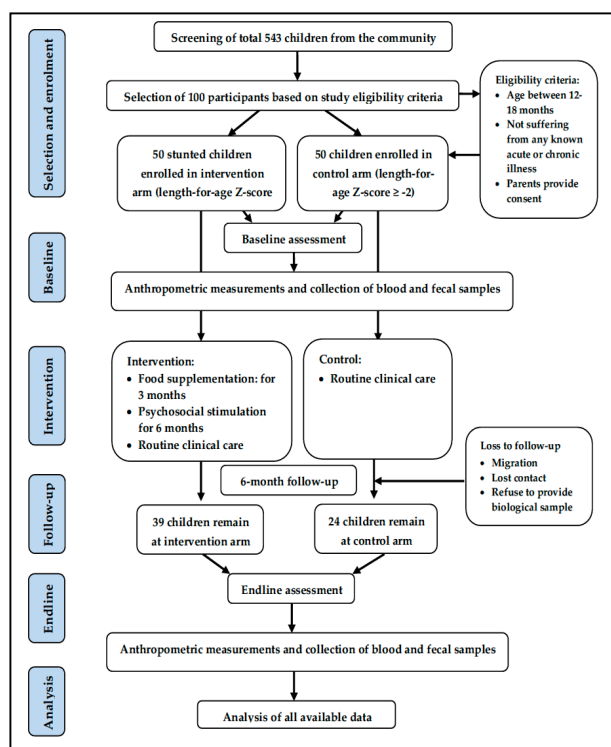 Selection and enrolment
Screening of total 543 children from the community
Selection of 100 participants based on study eligibility criteria
Eligibility criteria:
• Age between 12-
18 months
• Not suffering
from any known
acute or chronic
illness
• Parents provide
consent
50 stunted children
enrolled in intervention
arm (length-for-age Z-score
50 children enrolled in
control arm (length-for-
age Z-score ≥ -2)
Baseline
Baseline assessment
Anthropometric measurements and collection of blood and fecal samples
Intervention
Intervention:
• Food supplementation: for
3 months
• Psychosocial stimulation
for 6 months
• Routine clinical care
Control:
• Routine clinical care
Follow-up
6-month follow-up
Loss to follow-up
• Migration
• Lost contact
• Refuse to provide
biological sample
39 children remain
at intervention arm
24 children remain
at control arm
Endline
Endline assessment
Anthropometric measurements and collection of blood and fecal samples
Analysis
Analysis of all available data